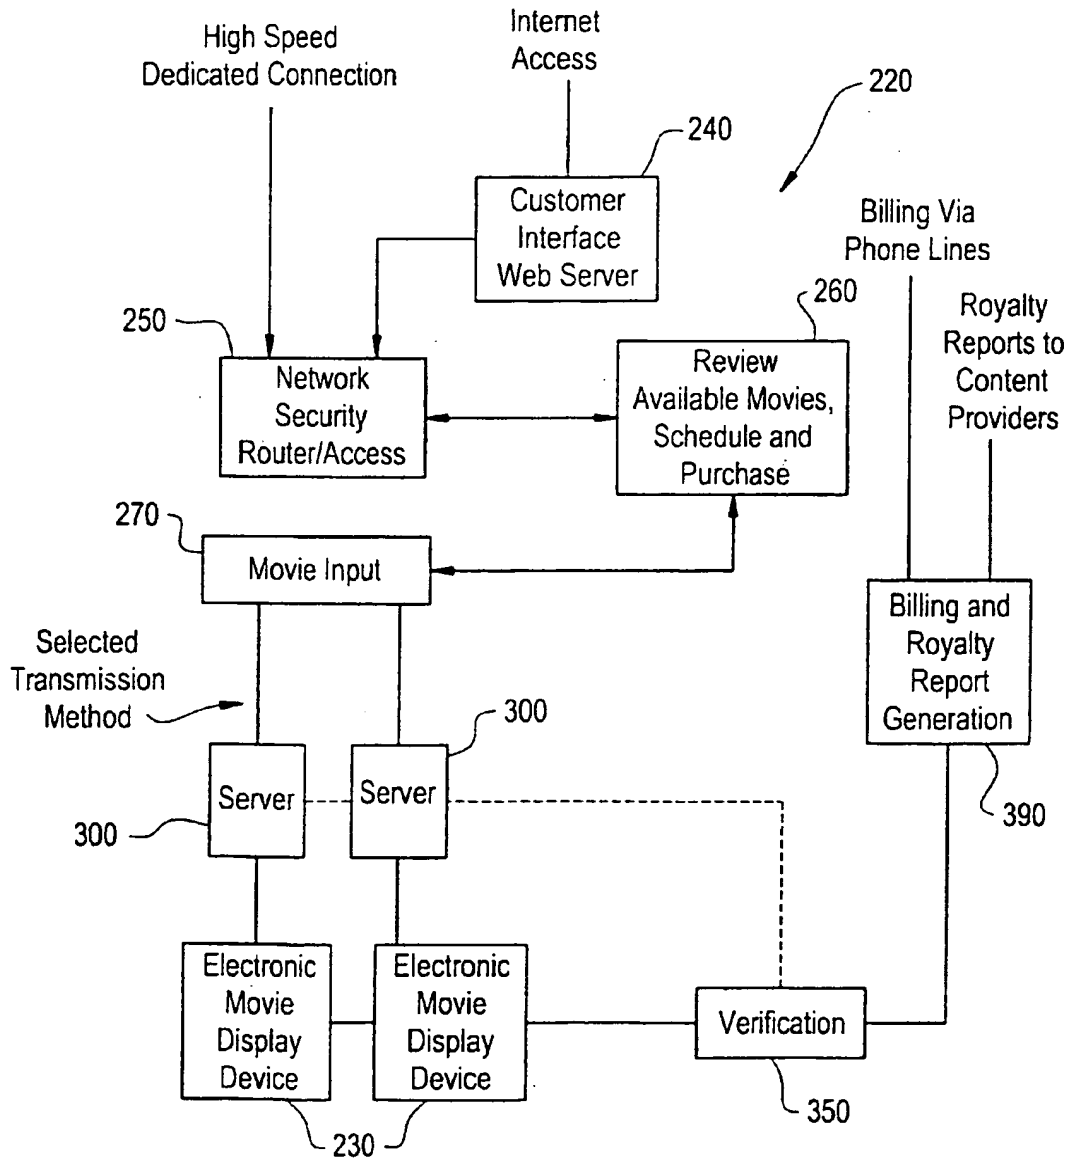 High Speed
Dedicated Connection
Internet
Access
220
240
Customer
Interface
Web Server
Billing Via
Phone Lines
Royalty
Reports to
Content
Providers
250
260
Network
Security
Router/Access
Review
Available Movies,
Schedule and
Purchase
270
Movie Input
Billing and
Royalty
Report
Generation
Selected
Transmission
Method
300
Server
Server
300
390
Electronic
Movie
Display
Device
Electronic
Movie
Display
Device
Verification
350
230